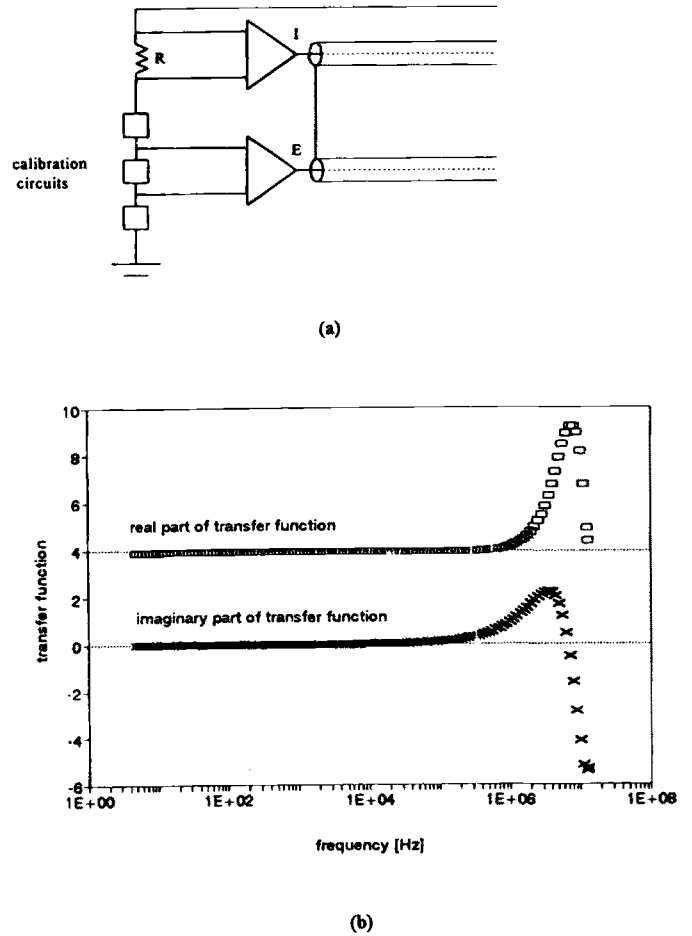 I
R
E
calibration
circuits
(a)
10
8
6
4
2
0
-2
-4
-6
real part of transfer function
imaginary part of transfer function
transfer function
1E+00 1E+02 1E+04 1E+06 1E+08
frequency [Hz]
(b)